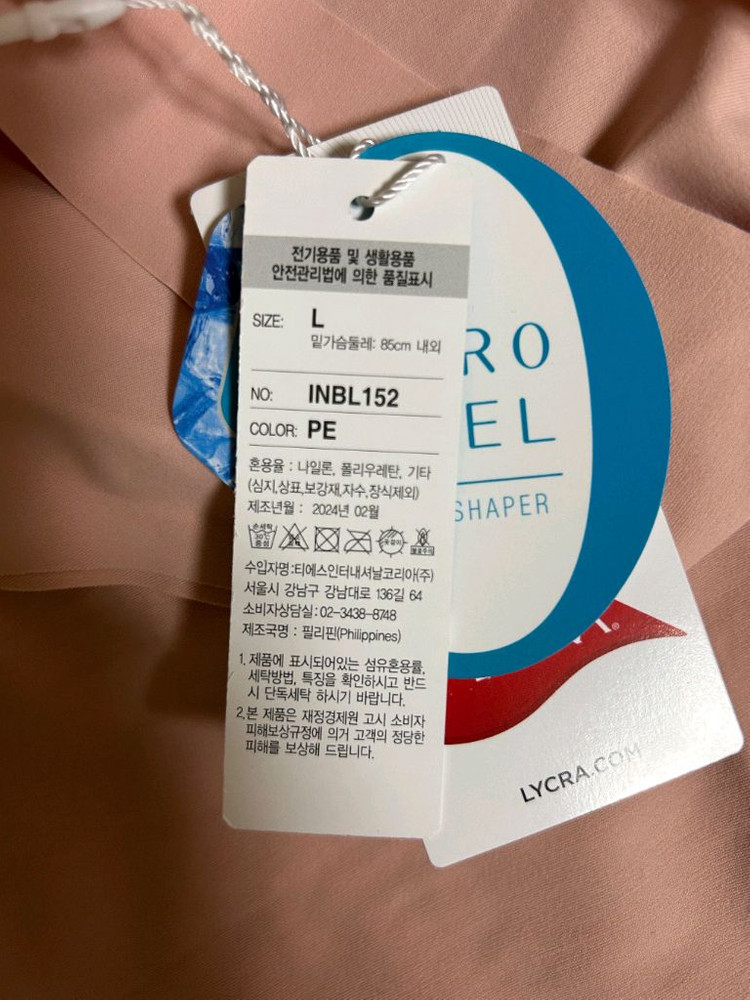 전기용품 및 생활용품
안전관리법에 의한 품질표시
SIZE: L
밑가슴둘레: 85cm 내외
NO: INBL152
COLOR: PE
혼용율 : 나일론, 폴리우레탄, 기타
(심지,상표,보강재,자수,장식제외)
제조년월 : 2024년 02월
손세탁
30℃
중성
수입자명:티에스인터내셔날코리아(주)
서울시 강남구 강남대로 136길 64
소비자상담실:02-3438-8748
제조국명 : 필리핀(Philippines)
1. 제품에 표시되어있는 섬유혼용률,
세탁방법, 특징을 확인하시고 반드
시 단독세탁 하시기 바랍니다.
2.본 제품은 재정경제원 고시 소비자
피해보상규정에 의거 고객의 정당한
피해를 보상해 드립니다.
RO
EL
SHAPER
LYCRA.COM